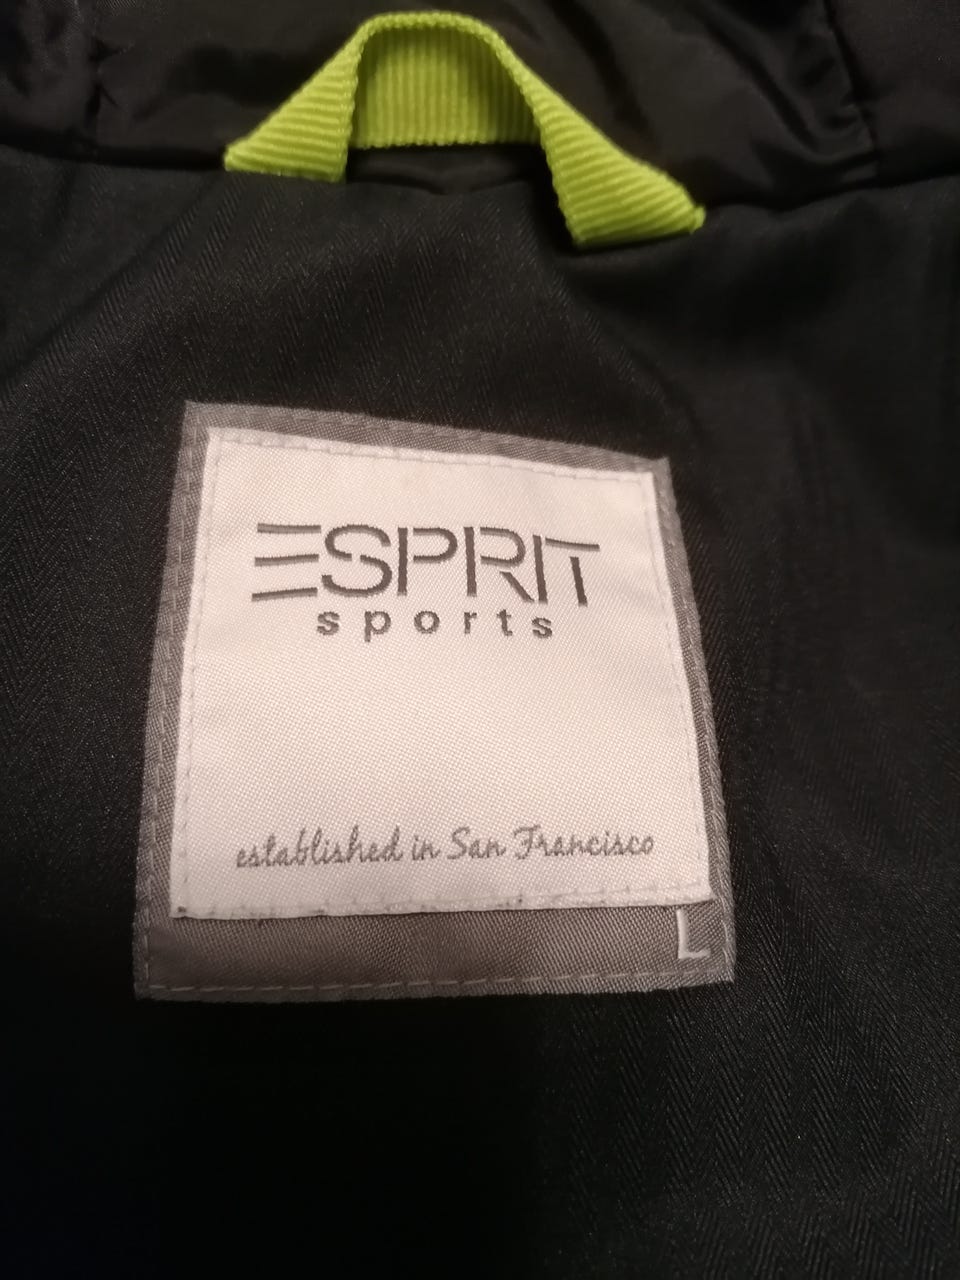 ESPRIT
sports
established in San Francisco
L